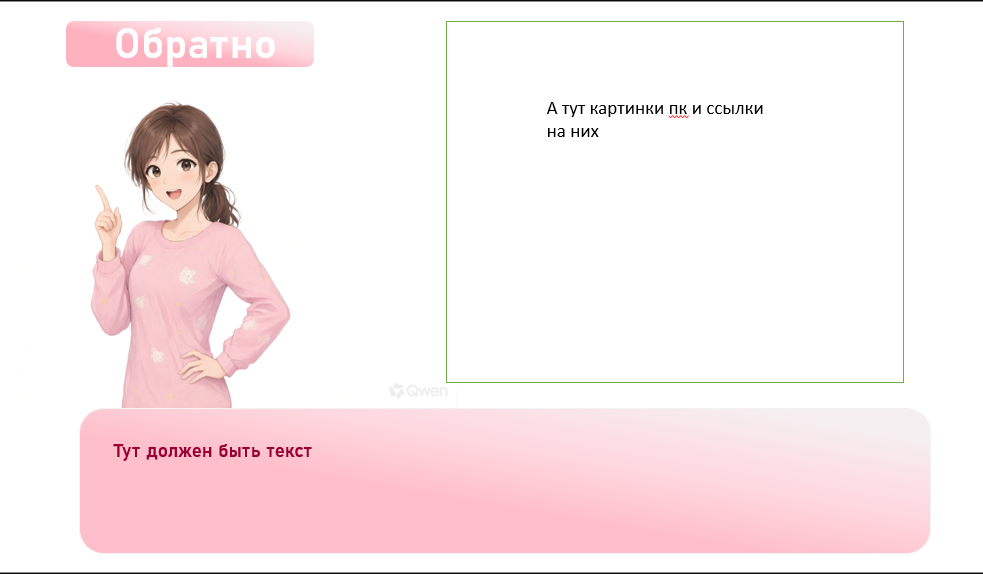 Обратно
А тут картинки пк и ссылки
на них
Qwen
Тут должен быть текст